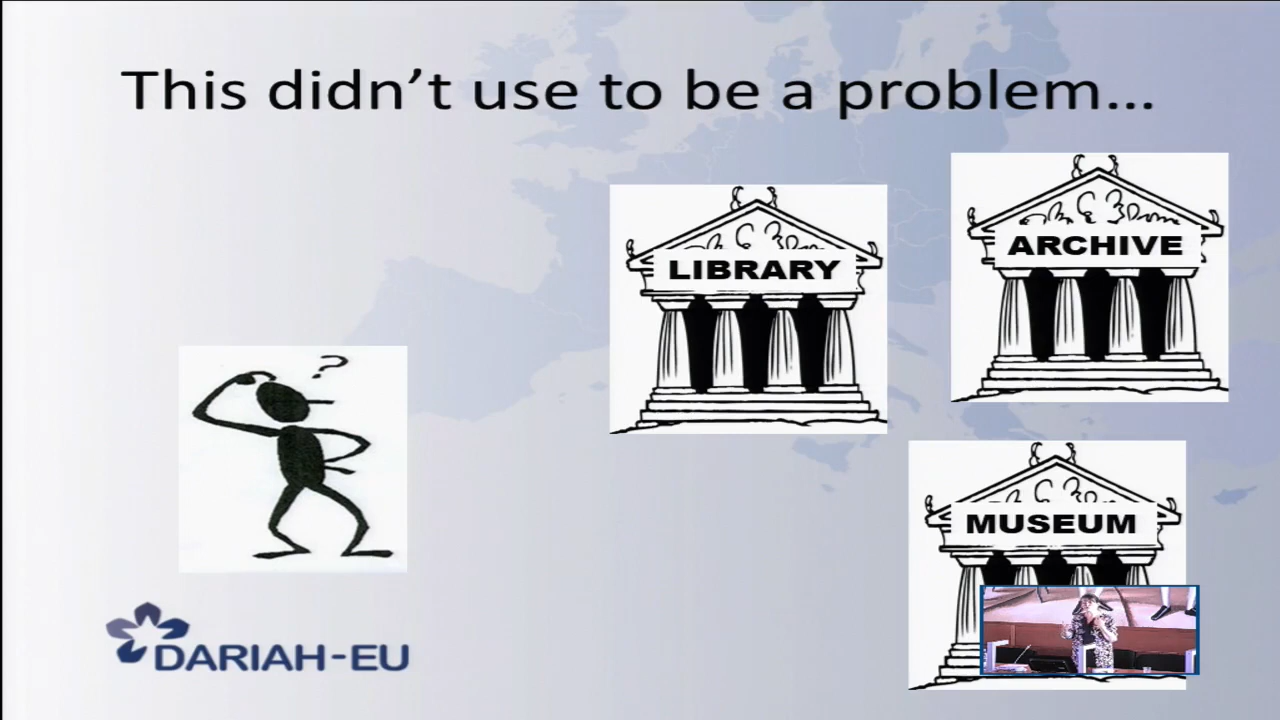 This didn’t use to be a problem...
LIBRARY
ARCHIVE
?
MUSEUM
DARIAH-EU